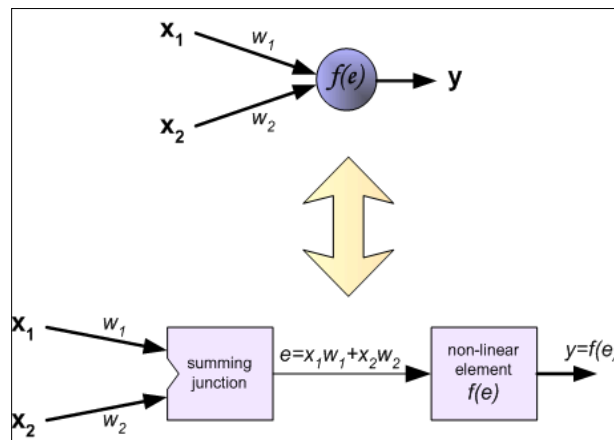 x1
w1
f(e)
y
x2
w2
x1
w1
summing
junction
e=x1w1+x2w2
non-linear
element
f(e)
y=f(e)
x2
w2